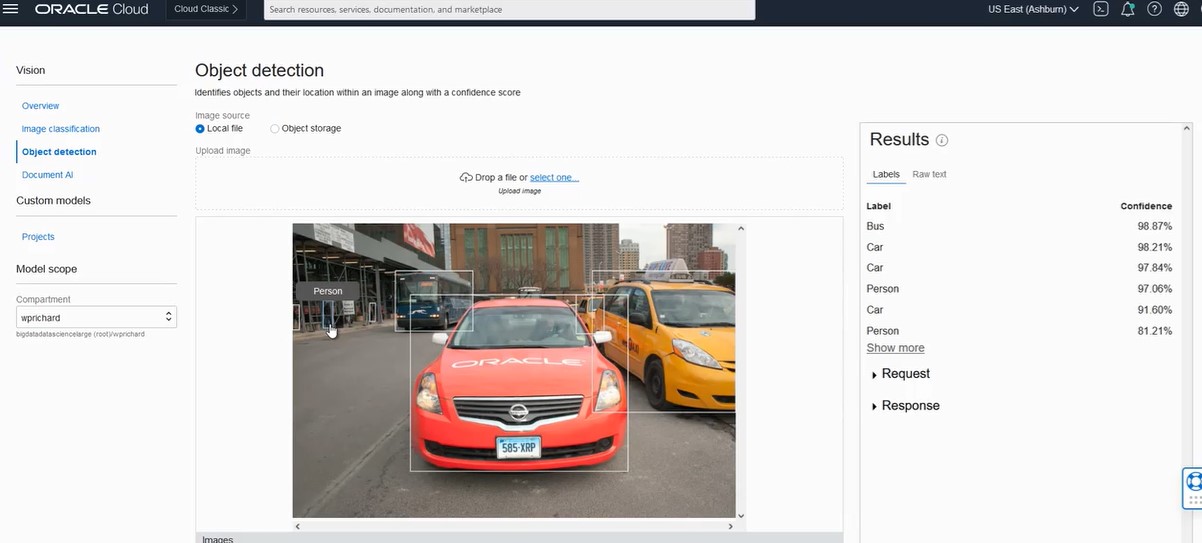 ORACLE Cloud
Cloud Classic
Search resources, services, documentation, and marketplace
US East (Ashburn)
Vision
Overview
Image classification
Object detection
Document AI
Custom models
Projects
Model scope
Compartment
wprichard
bigdatadatasciencelarge (root)/wprichard
Object detection
Identifies objects and their location within an image along with a confidence score
Image source
Local file
Object storage
Upload image
Drop a file or select one...
Upload image
Person
ORACLE
585-XRP
Images
Results
Labels
Raw text
Label Confidence
Bus 98.87%
Car 98.21%
Car 97.84%
Person 97.06%
Car 91.60%
Person 81.21%
Show more
Request
Response